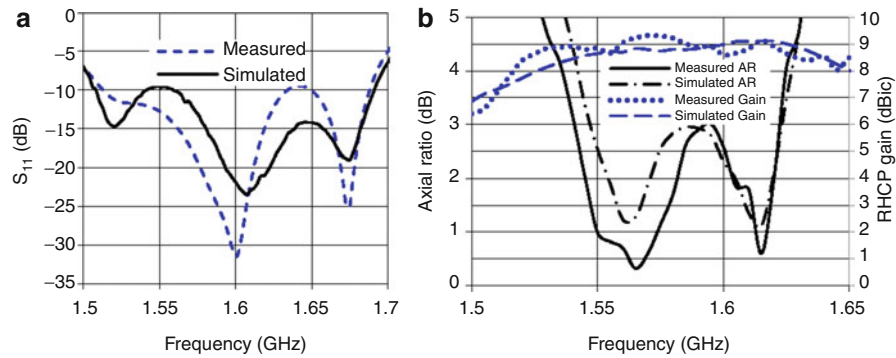 a
0
−5
−10
−15
−20
−25
−30
−35
S11 (dB)
Measured
Simulated
1.5
1.55
1.6
1.65
1.7
Frequency (GHz)
b
5
4
3
2
1
0
Axial ratio (dB)
Measured AR
Simulated AR
Measured Gain
Simulated Gain
10
9
8
7
6
5
4
3
2
1
0
RHCP gain (dBic)
1.5
1.55
1.6
1.65
Frequency (GHz)